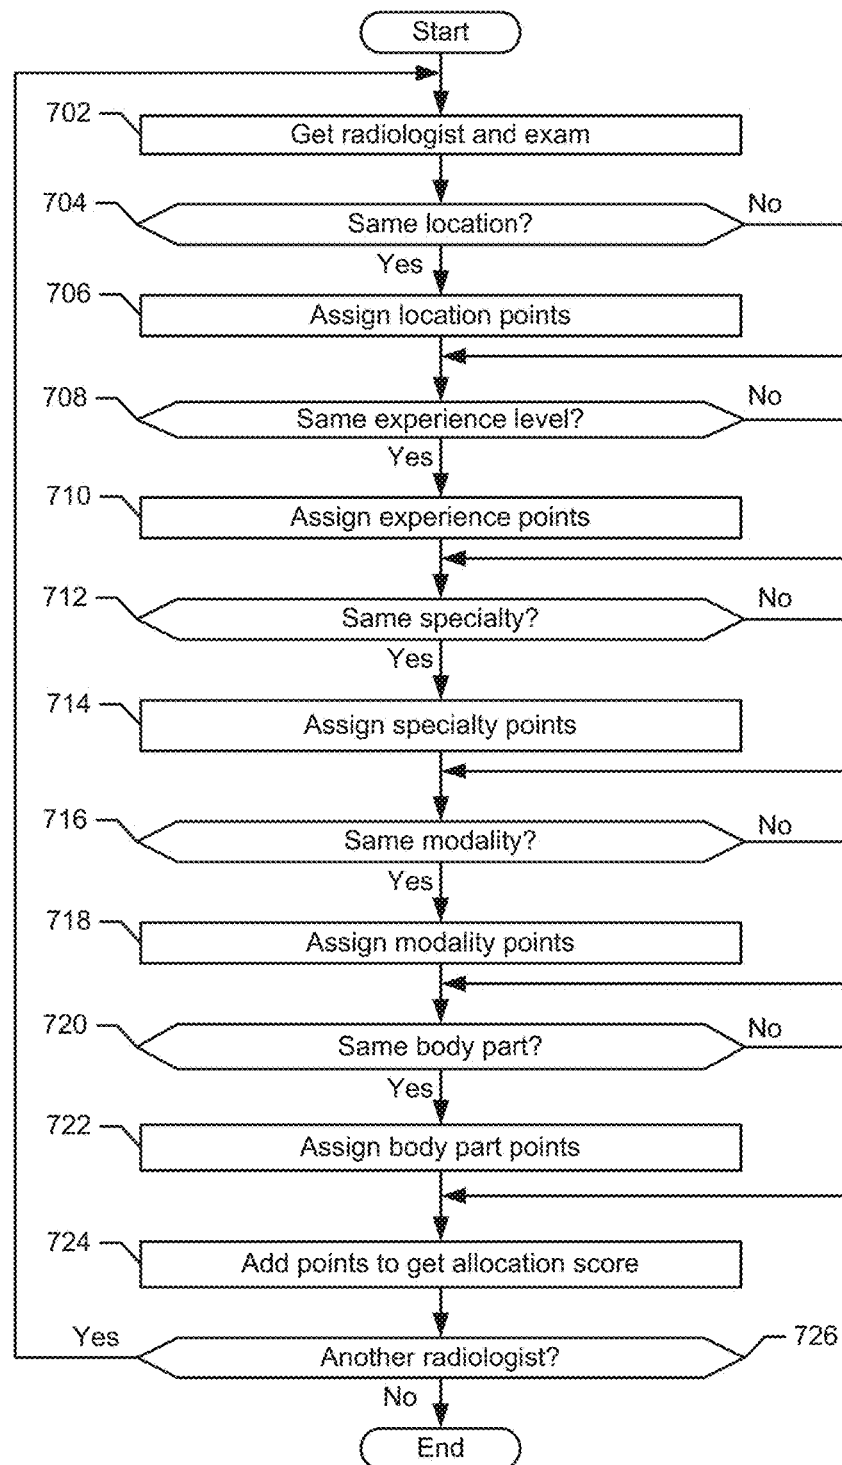 Start
702
Get radiologist and exam
704
Same location?
No
Yes
706
Assign location points
708
Same experience level?
No
Yes
710
Assign experience points
712
Same specialty?
No
Yes
714
Assign specialty points
716
Same modality?
No
Yes
718
Assign modality points
720
Same body part?
No
Yes
722
Assign body part points
724
Add points to get allocation score
Yes
Another radiologist?
726
No
End